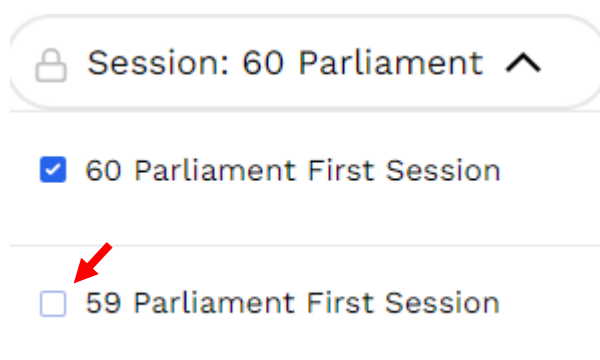 Session: 60 Parliament
60 Parliament First Session
59 Parliament First Session